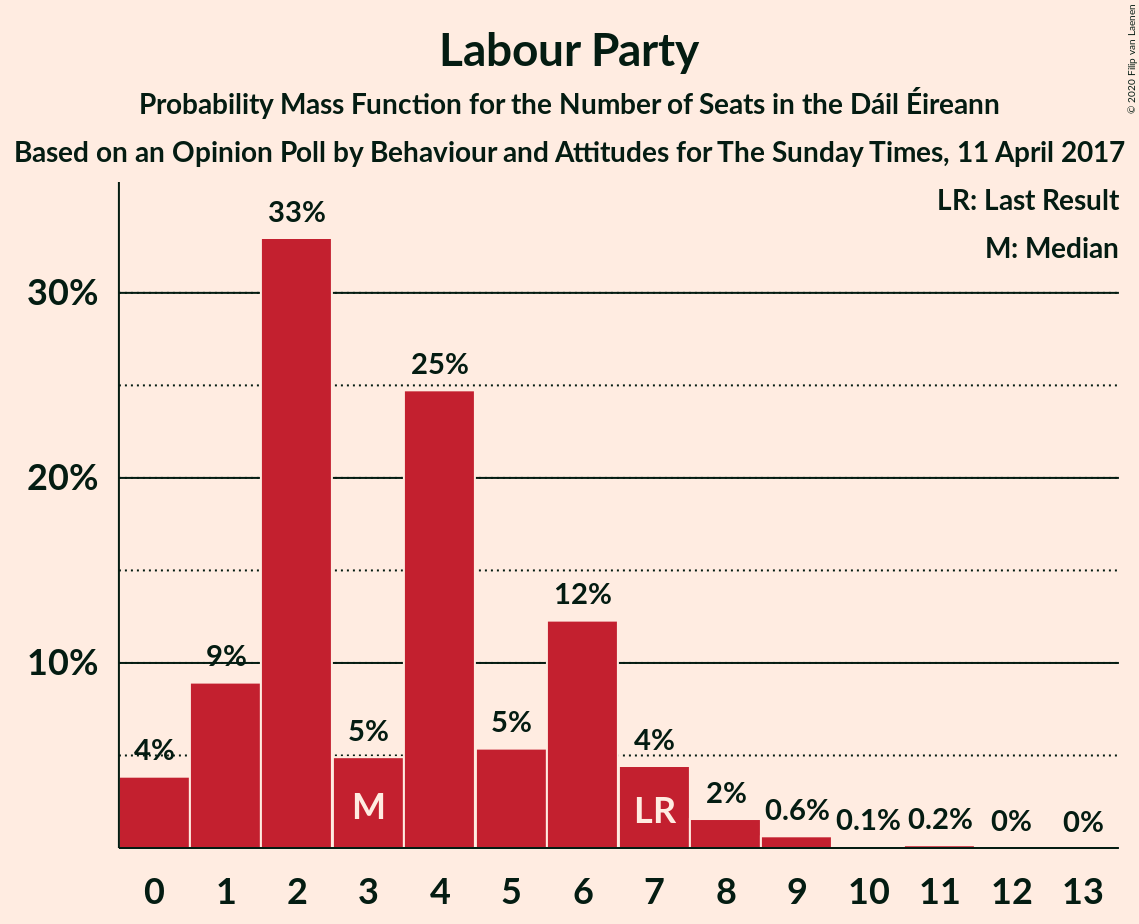 Labour Party
Probability Mass Function for the Number of Seats in the Dáil Éireann
Based on an Opinion Poll by Behaviour and Attitudes for The Sunday Times, 11 April 2017
© 2020 Filip van Laenen
LR: Last Result
M: Median
30%
20%
10%
4%
9%
33%
5%
25%
5%
12%
4%
2%
0.6%
0.1%
0.2%
0%
0%
M
LR
0 1 2 3 4 5 6 7 8 9 10 11 12 13